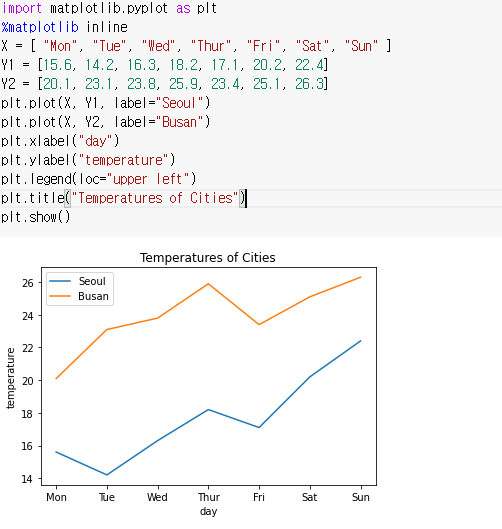 import matplotlib.pyplot as plt
%matplotlib inline
X = [ "Mon", "Tue", "Wed", "Thur", "Fri", "Sat", "Sun" ]
Y1 = [15.6, 14.2, 16.3, 18.2, 17.1, 20.2, 22.4]
Y2 = [20.1, 23.1, 23.8, 25.9, 23.4, 25.1, 26.3]
plt.plot(X, Y1, label="Seoul")
plt.plot(X, Y2, label="Busan")
plt.xlabel("day")
plt.ylabel("temperature")
plt.legend(loc="upper left")
plt.title("Temperatures of Cities")
plt.show()
Temperatures of Cities
Seoul
Busan
26
24
22
20
18
16
14
temperature
Mon Tue Wed Thur Fri Sat Sun
day